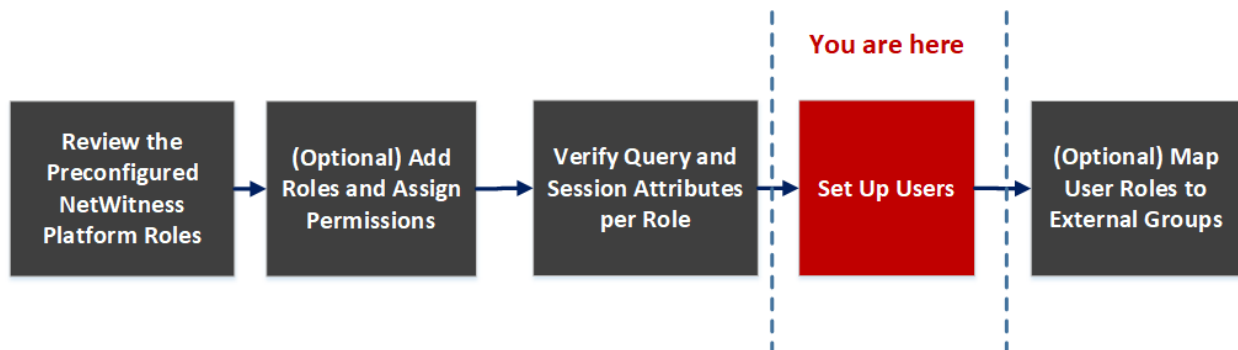 You are here
Review the
Preconfigured
NetWitness
Platform Roles
(Optional) Add
Roles and Assign
Permissions
Verify Query and
Session Attributes
per Role
Set Up Users
(Optional) Map
User Roles to
External Groups